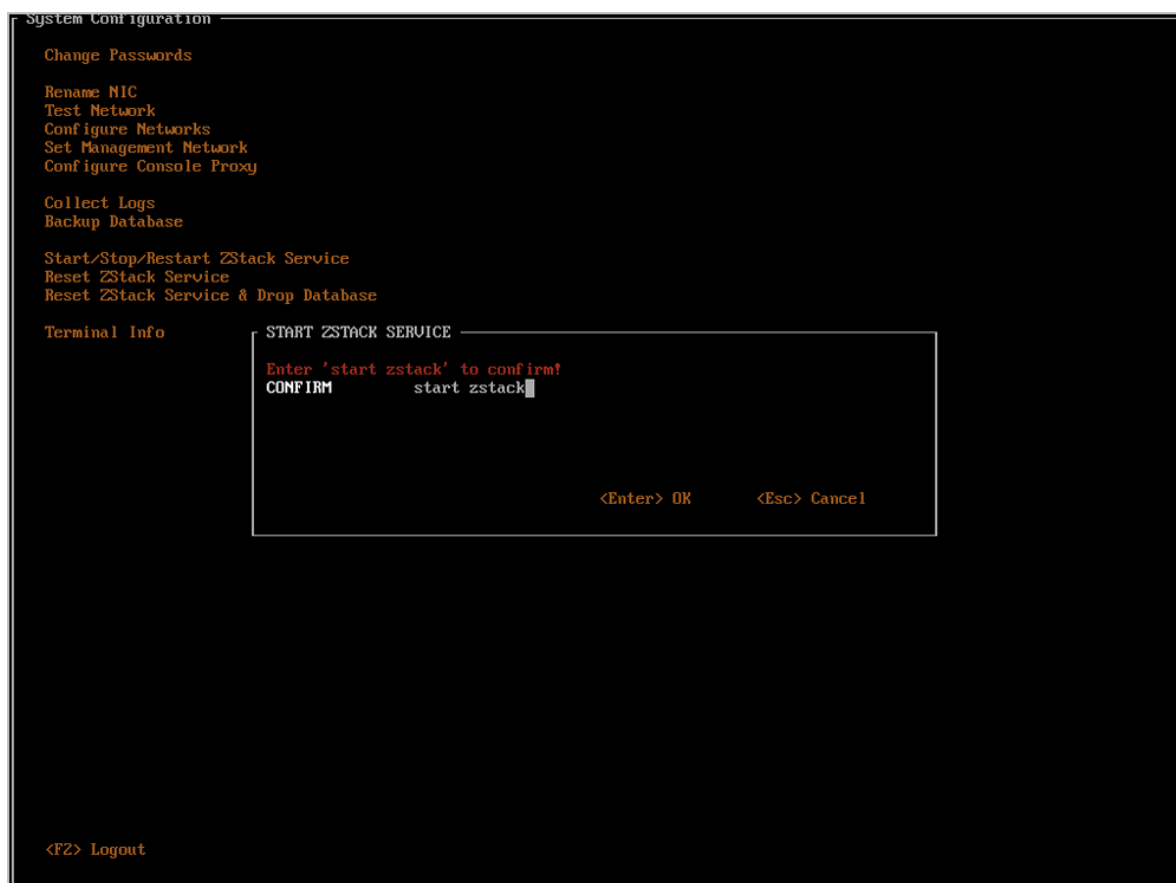 System Configuration
Change Passwords
Rename NIC
Test Network
Configure Networks
Set Management Network
Configure Console Proxy
Collect Logs
Backup Database
Start/Stop/Restart ZStack Service
Reset ZStack Service
Reset ZStack Service & Drop Database
Terminal Info
START ZSTACK SERVICE
Enter 'start zstack' to confirm!
CONFIRM start zstack
<Enter> OK <Esc> Cancel
<F2> Logout